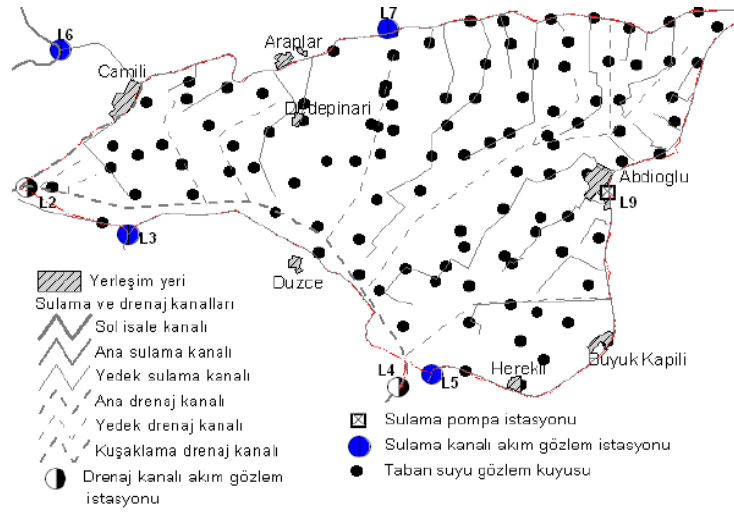 L7
Araplar
L6
Camili
Dedepinari
Abdioglu
L2
L9
L3
Duzce
Yerleşim yeri
Sulama ve drenaj kanalları
Sol isale kanalı
Ana sulama kanalı
Yedek sulama kanalı
Ana drenaj kanalı
Yedek drenaj kanalı
Kuşaklama drenaj kanalı
Drenaj kanalı akım gözlem
istasyonu
L4
L5
Herekli
Buyuk Kapili
Sulama pompa istasyonu
Sulama kanalı akım gözlem istasyonu
Taban suyu gözlem kuyusu